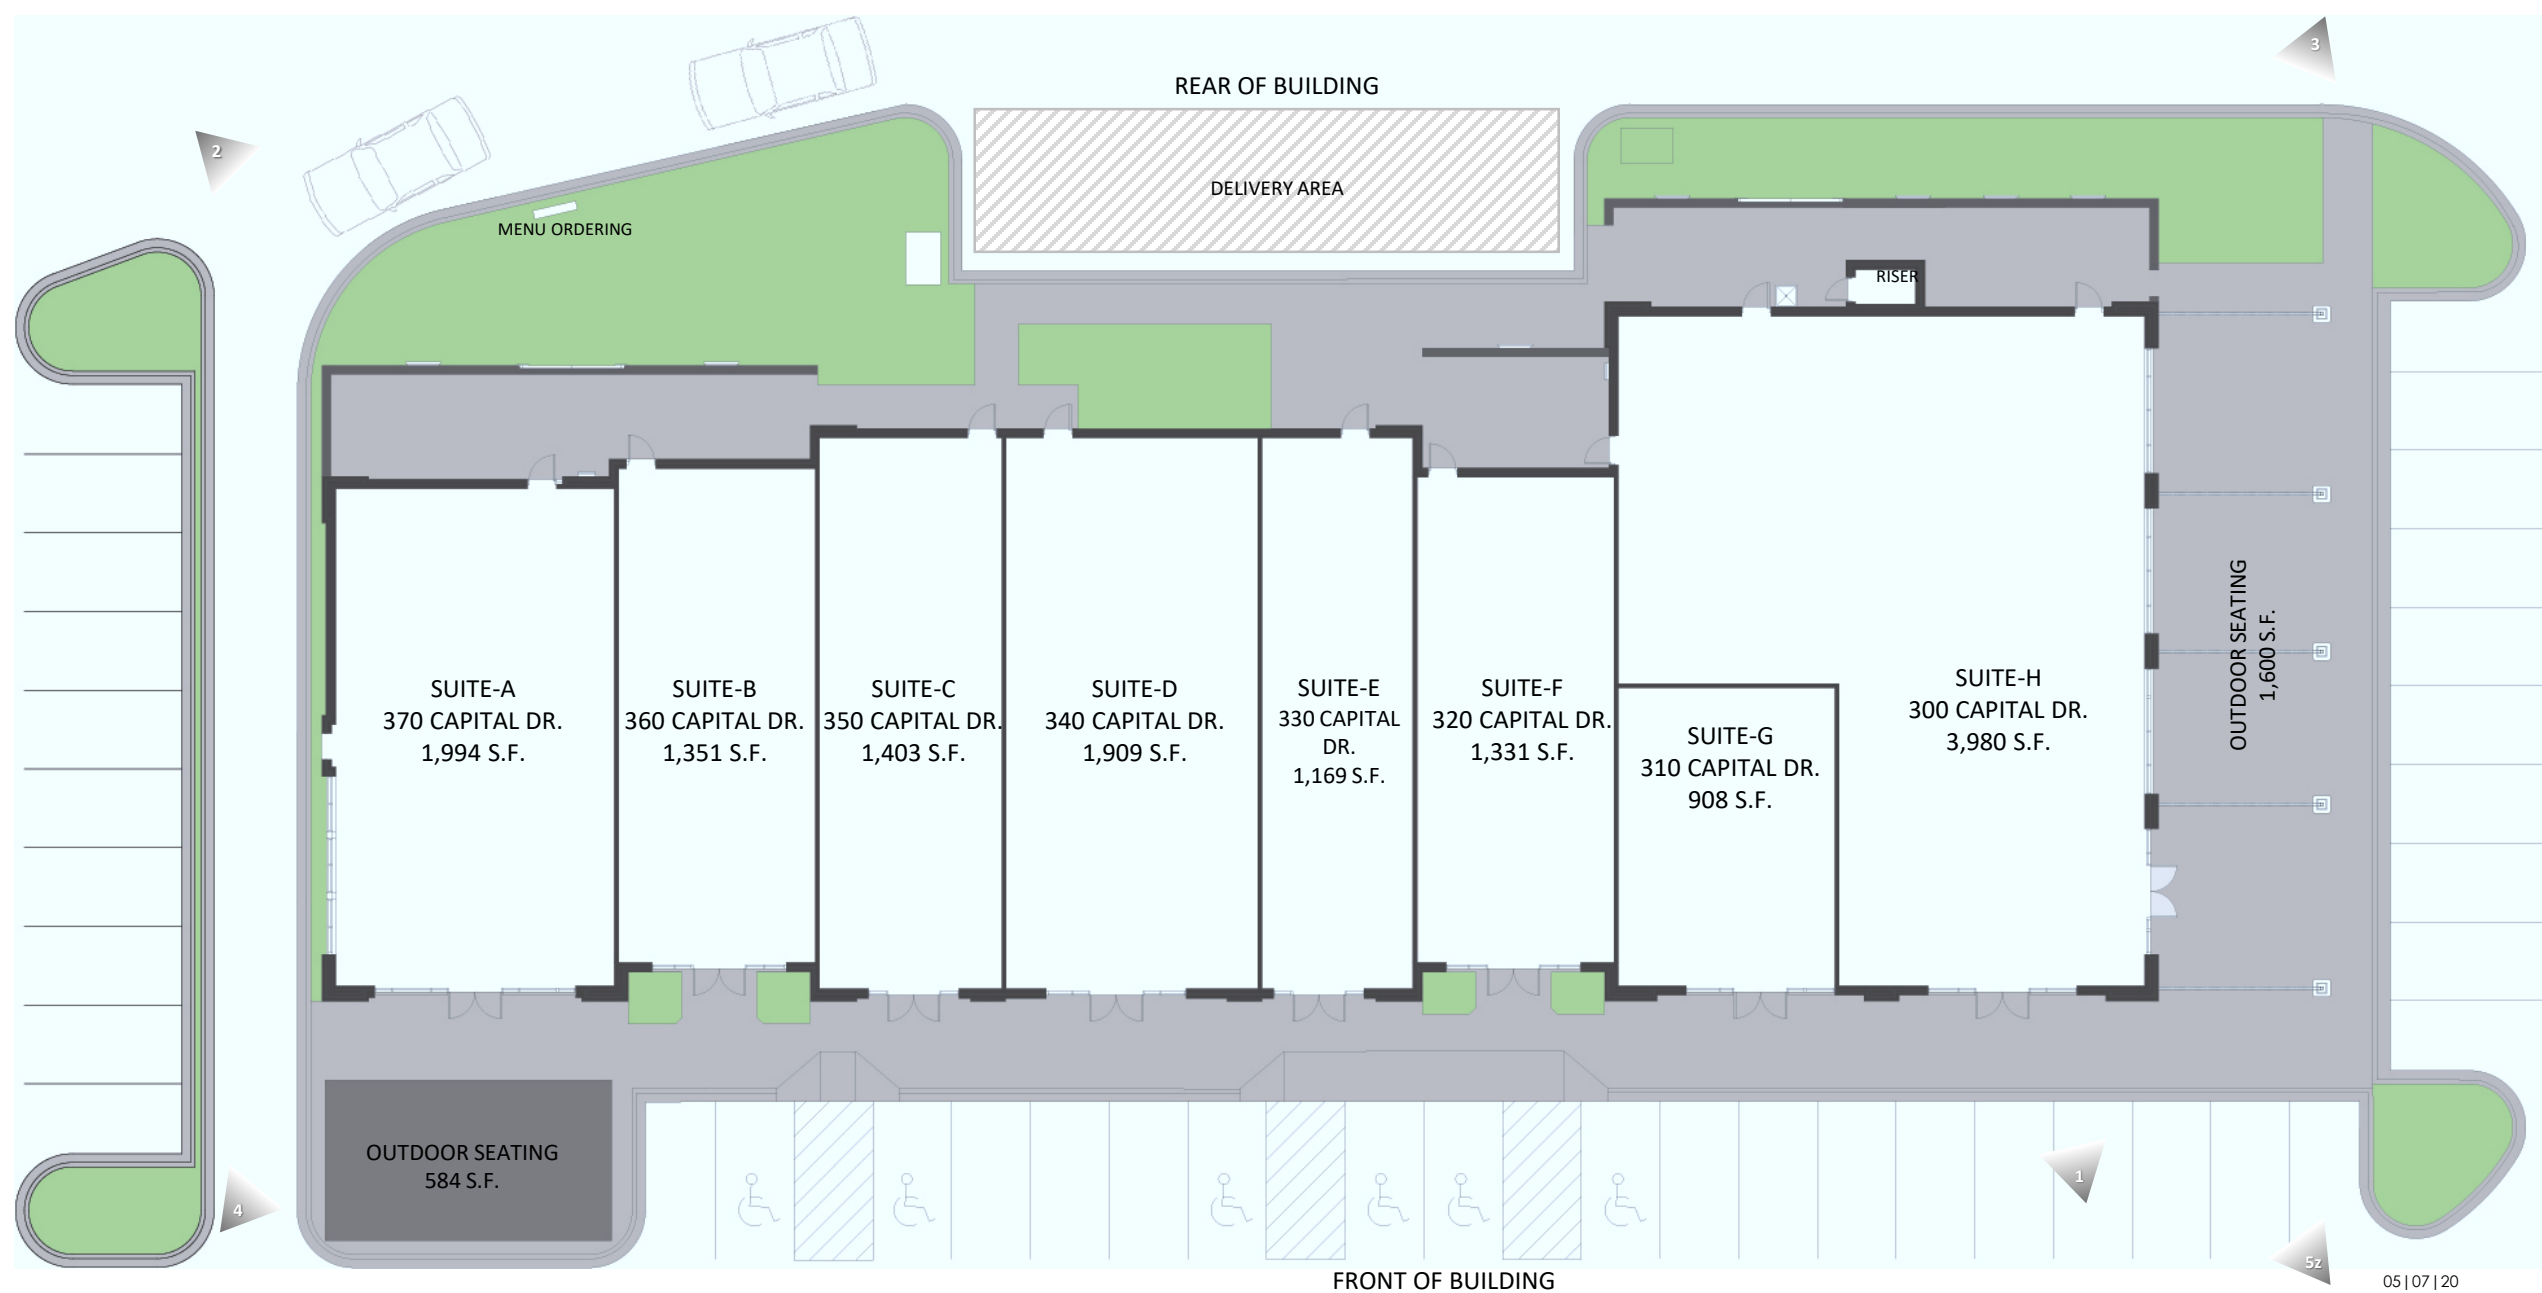 REAR OF BUILDING
3
2
DELIVERY AREA
MENU ORDERING
RISER
SUITE-A
370 CAPITAL DR.
1,994 S.F.
SUITE-B
360 CAPITAL DR.
1,351 S.F.
SUITE-C
350 CAPITAL DR.
1,403 S.F.
SUITE-D
340 CAPITAL DR.
1,909 S.F.
SUITE-E
330 CAPITAL
DR.
1,169 S.F.
SUITE-F
320 CAPITAL DR.
1,331 S.F.
SUITE-G
310 CAPITAL DR.
908 S.F.
SUITE-H
300 CAPITAL DR.
3,980 S.F.
OUTDOOR SEATING
1,600 S.F.
OUTDOOR SEATING
584 S.F.
4
1
5z
FRONT OF BUILDING
05|07|20